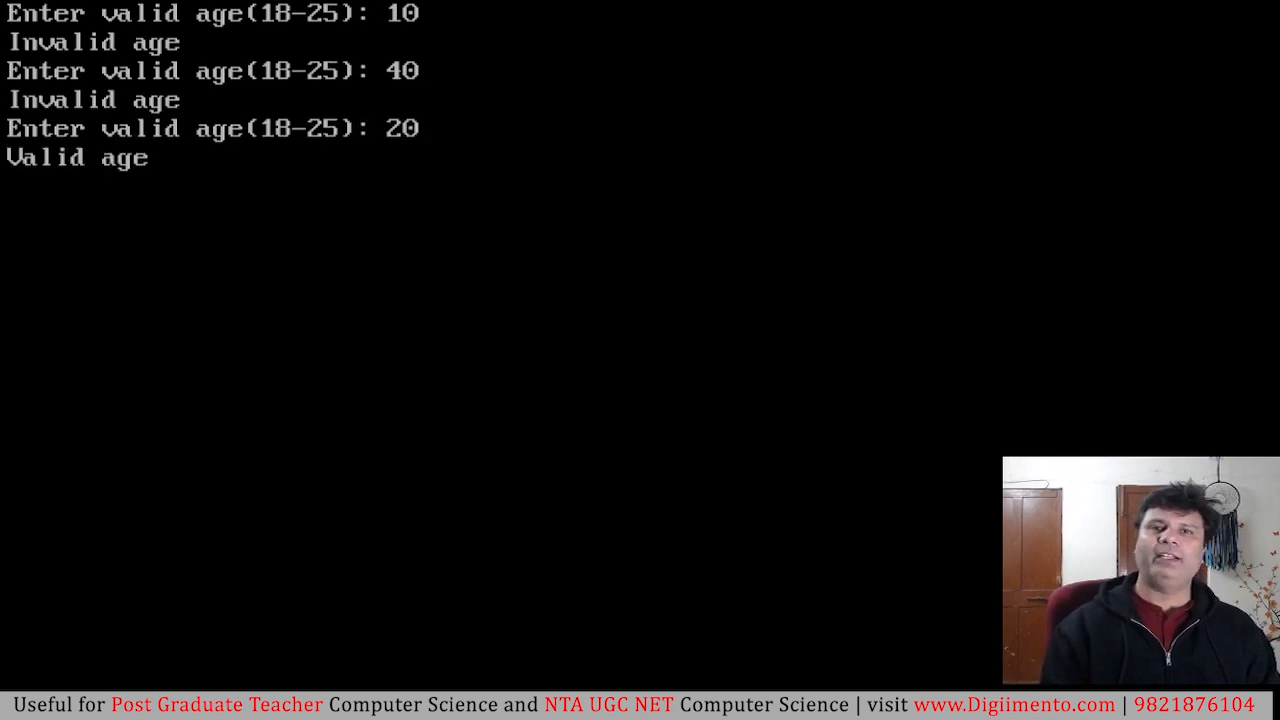 Enter valid age(18-25): 10
Invalid age
Enter valid age(18-25): 40
Invalid age
Enter valid age(18-25): 20
Valid age
Useful for Post Graduate Teacher Computer Science and NTA UGC NET Computer Science | visit www.Digiimento.com | 9821876104